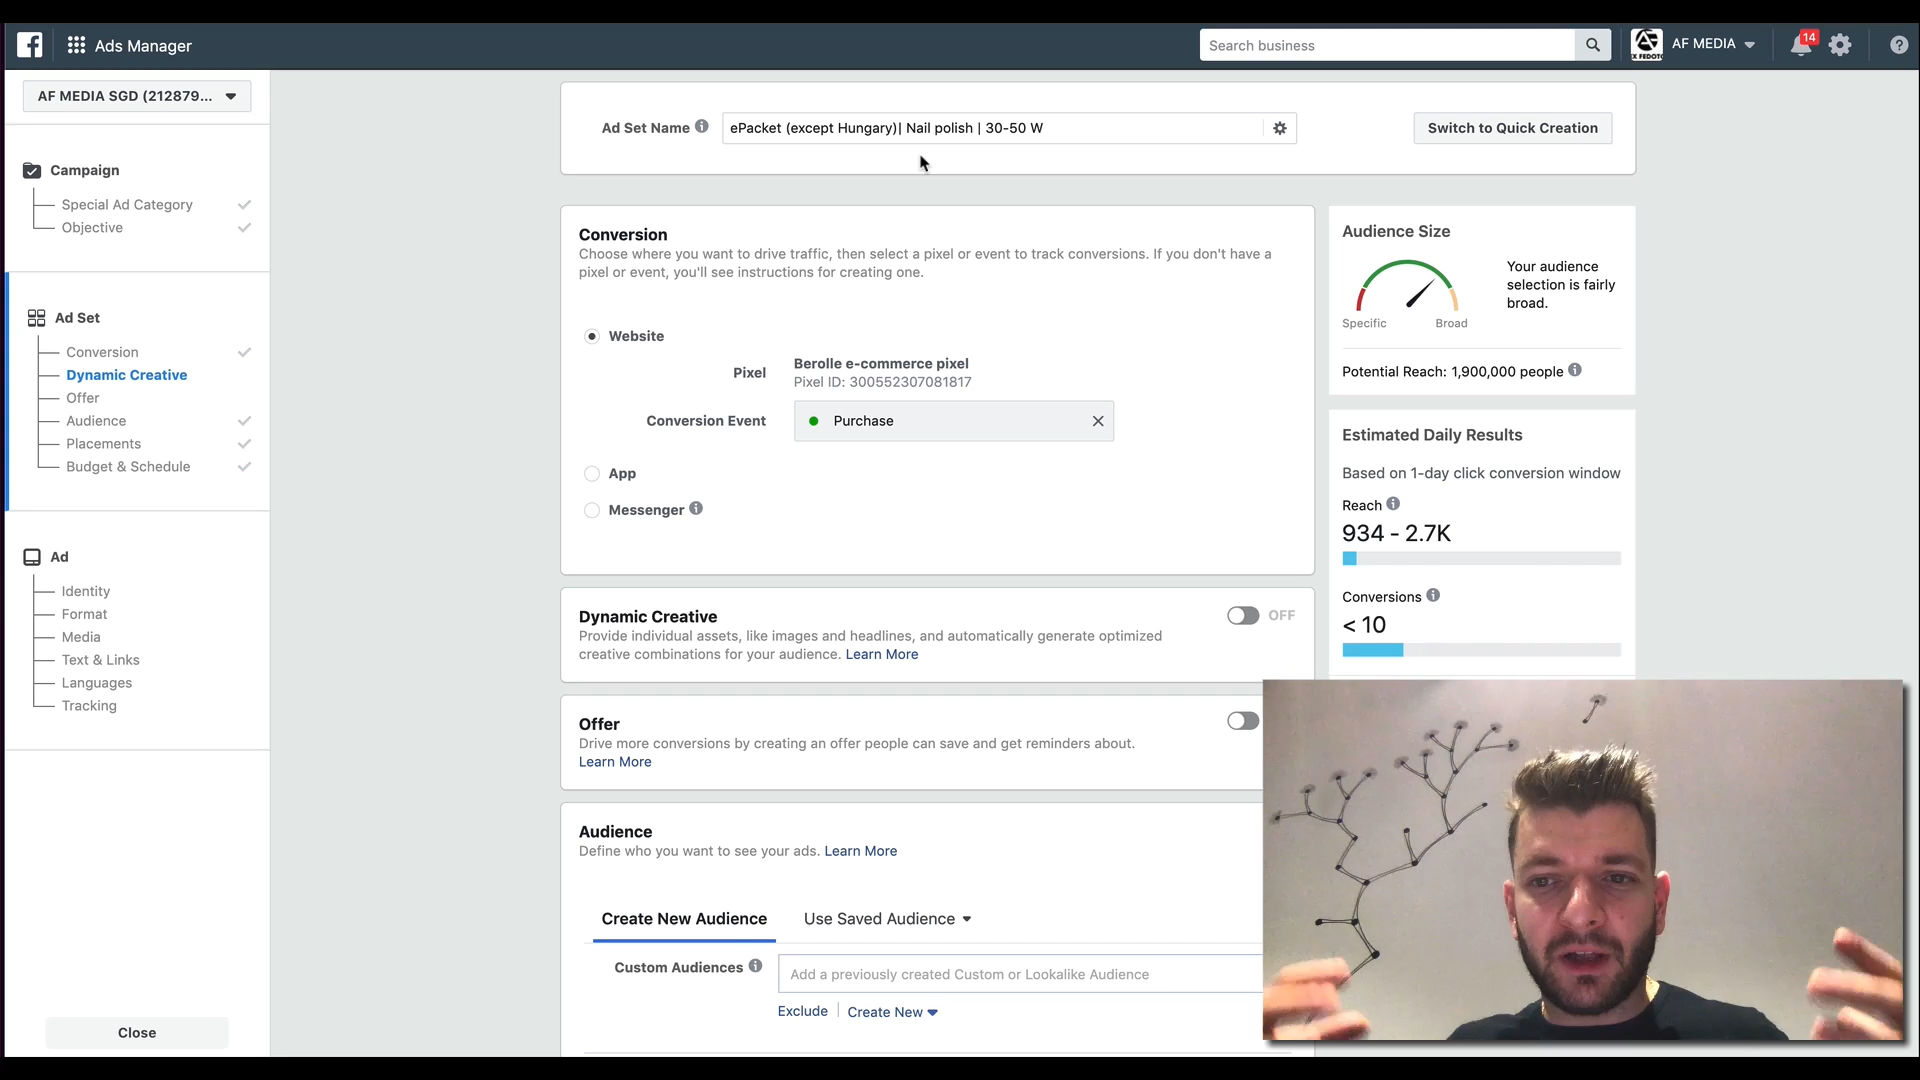 Ads Manager
Search business
AF MEDIA
14
AF MEDIA SGD (212879...
Campaign
Special Ad Category
Objective
Ad Set
Conversion
Dynamic Creative
Offer
Audience
Placements
Budget & Schedule
Ad
Identity
Format
Media
Text & Links
Languages
Tracking
Close
Ad Set Name
ePacket (except Hungary)| Nail polish | 30-50 W
Switch to Quick Creation
Conversion
Choose where you want to drive traffic, then select a pixel or event to track conversions. If you don't have a
pixel or event, you'll see instructions for creating one.
Website
Pixel
Berolle e-commerce pixel
Pixel ID: 300552307081817
Conversion Event
Purchase
App
Messenger
Dynamic Creative
OFF
Provide individual assets, like images and headlines, and automatically generate optimized
creative combinations for your audience. Learn More
Offer
Drive more conversions by creating an offer people can save and get reminders about.
Learn More
Audience
Define who you want to see your ads. Learn More
Create New Audience
Use Saved Audience
Custom Audiences
Add a previously created Custom or Lookalike Audience
Exclude
Create New
Audience Size
Your audience
selection is fairly
broad.
Specific
Broad
Potential Reach: 1,900,000 people
Estimated Daily Results
Based on 1-day click conversion window
Reach
934 - 2.7K
Conversions
< 10